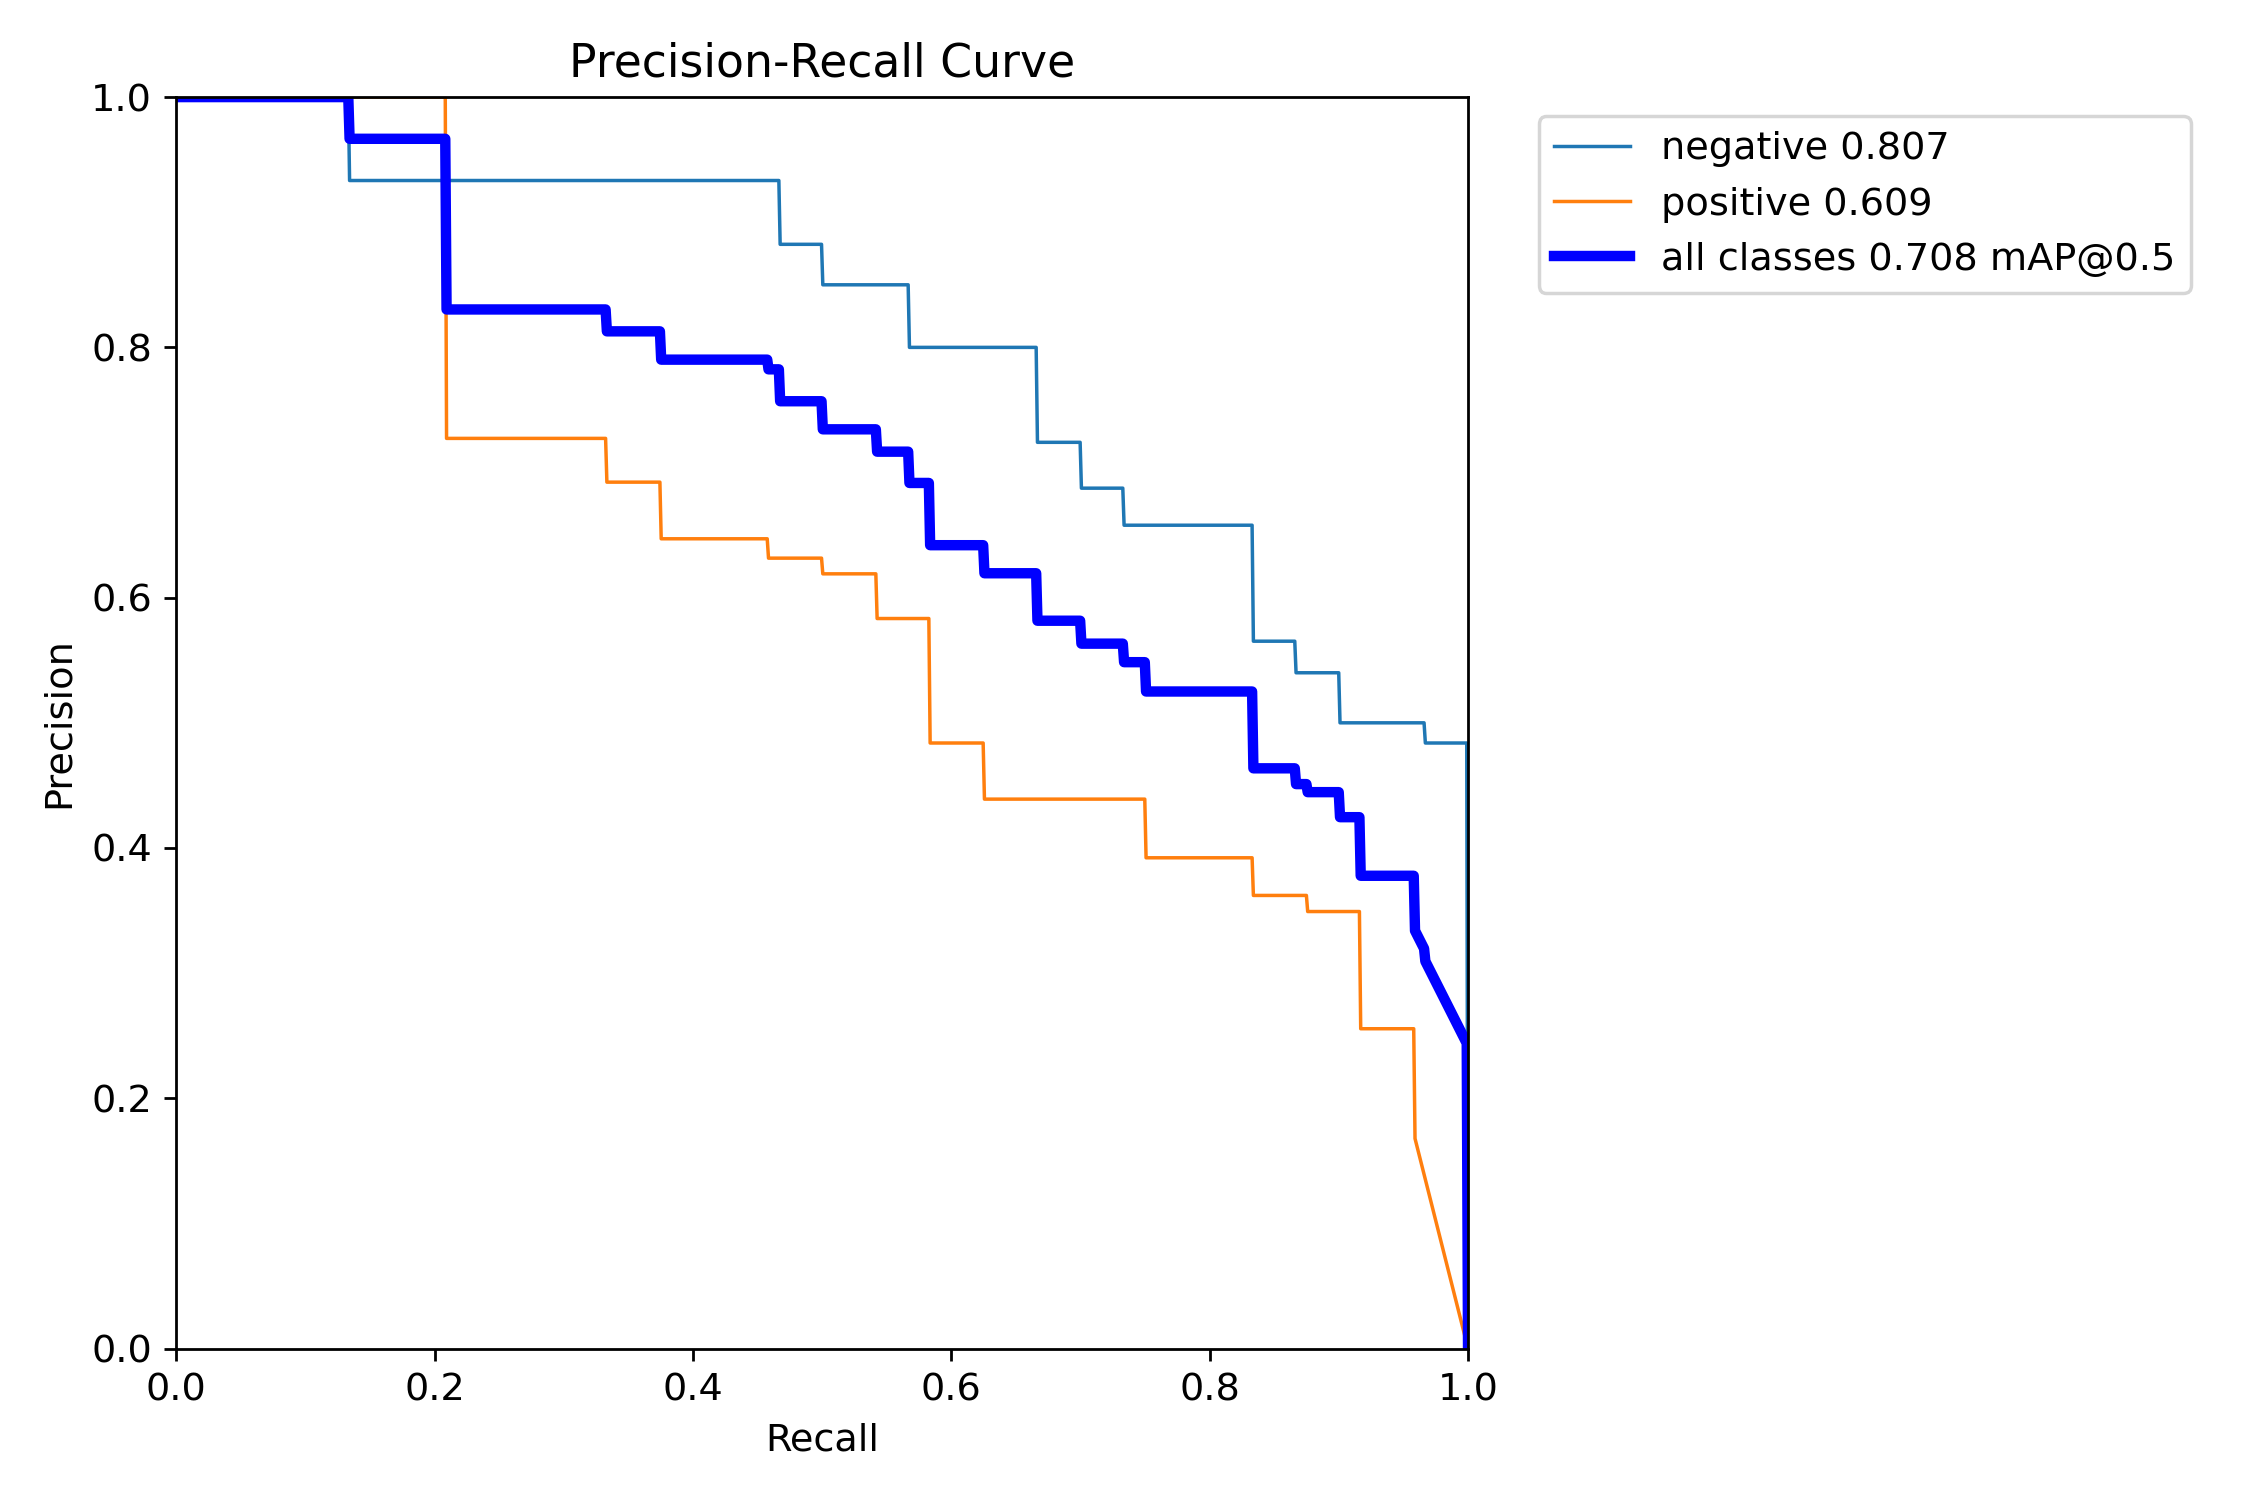 Precision-Recall Curve
1.0
0.8
0.6
0.4
0.2
0.0
Precision
0.0 0.2 0.4 0.6 0.8 1.0
Recall
negative 0.807
positive 0.609
all classes 0.708 mAP@0.5